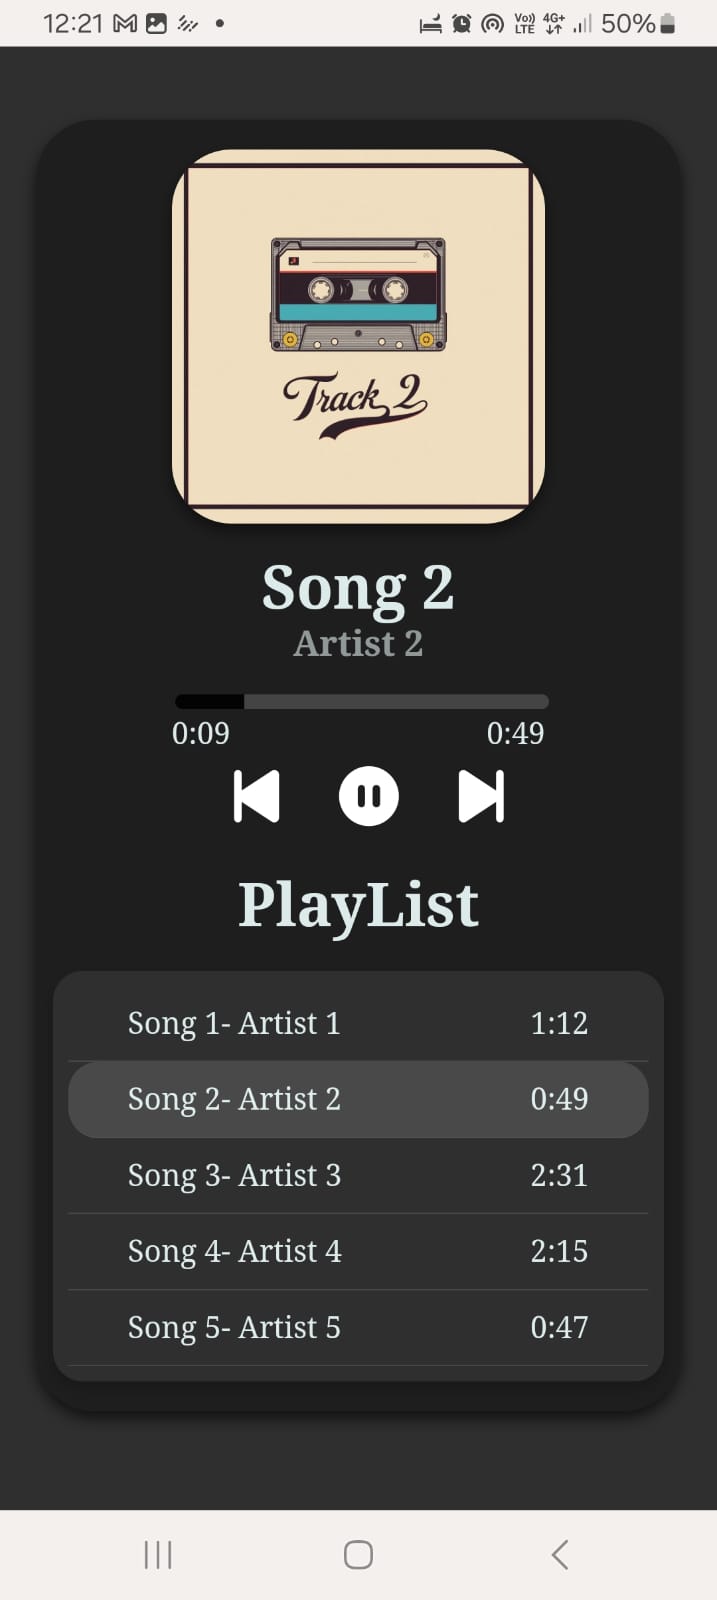 12:21
Vo)) LTE 4G+ 50%
Track 2
Song 2
Artist 2
0:09 0:49
PlayList
Song 1- Artist 1 1:12
Song 2- Artist 2 0:49
Song 3- Artist 3 2:31
Song 4- Artist 4 2:15
Song 5- Artist 5 0:47